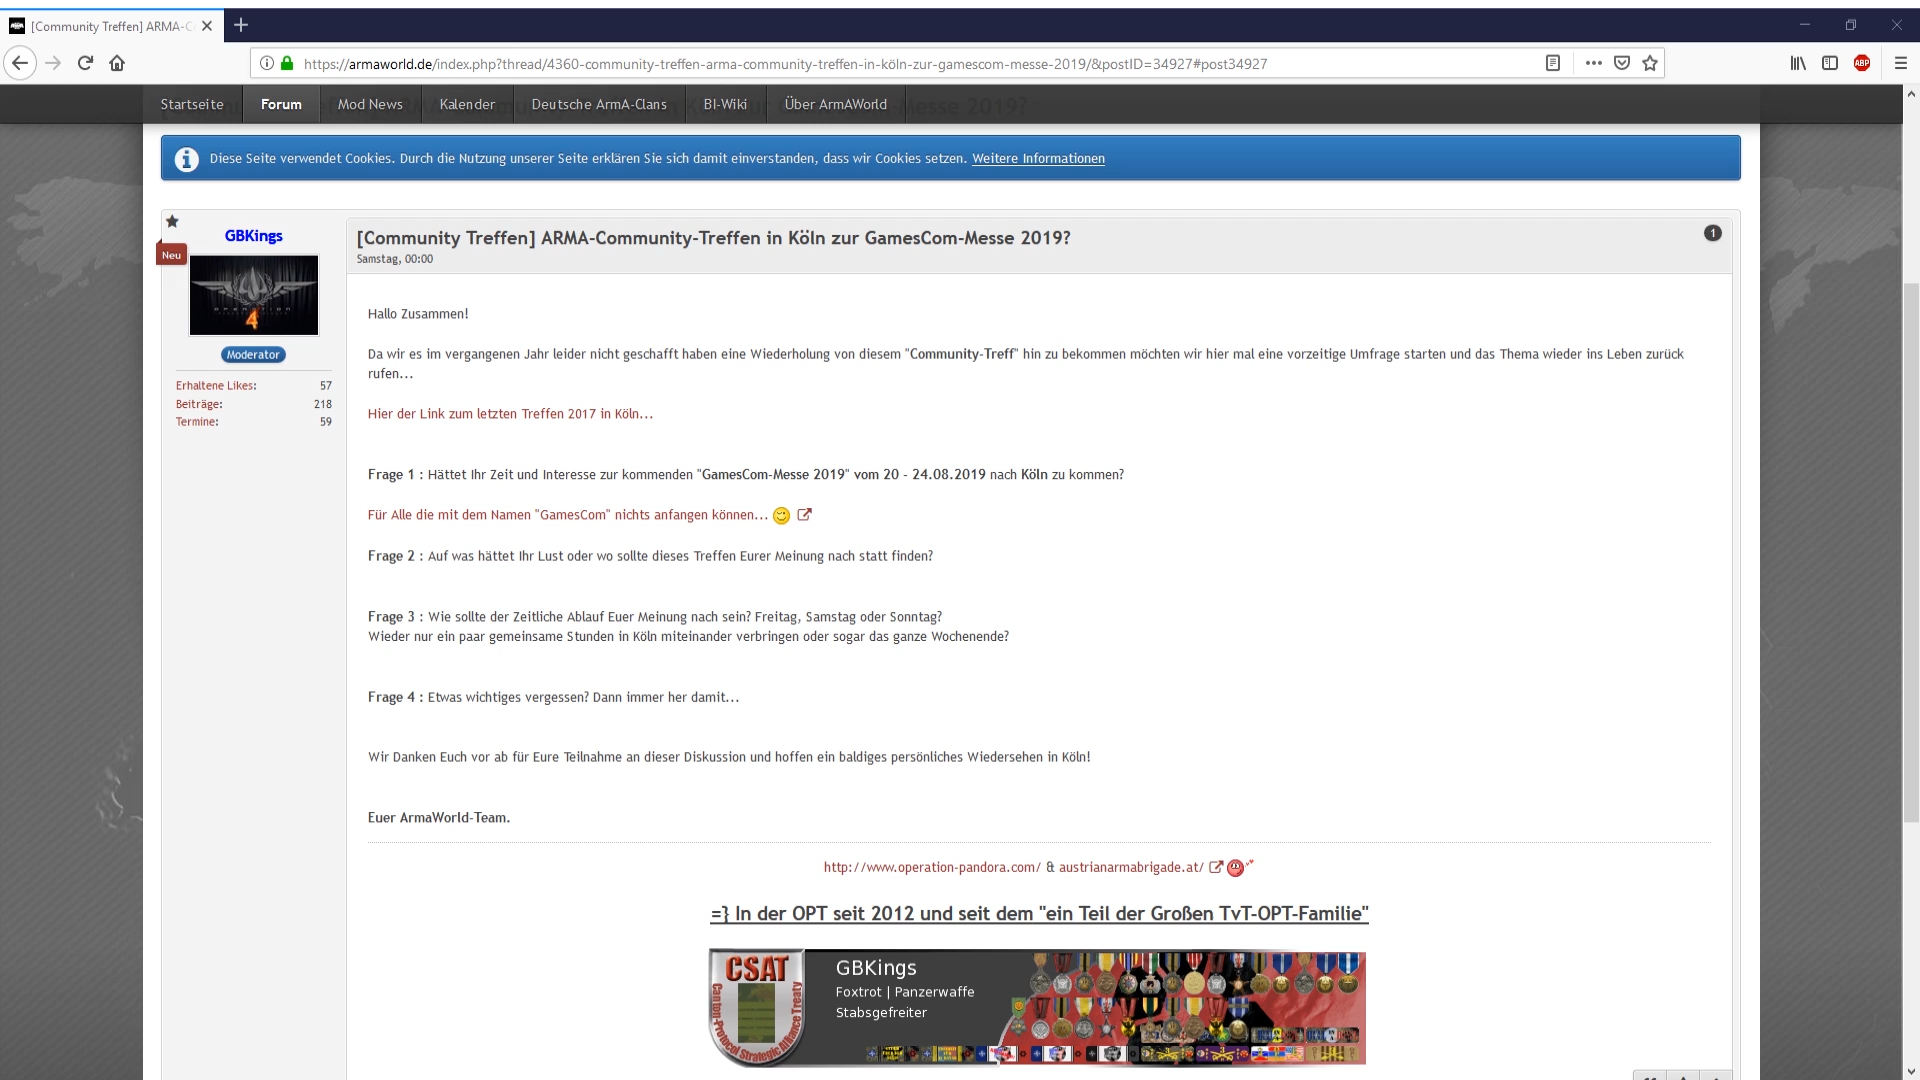 [Community Treffen] ARMA-C
https://armaworld.de/index.php?thread/4360-community-treffen-arma-community-treffen-in-köln-zur-gamescom-messe-2019/&postID=34927#post34927
ABP
Startseite
Forum
Mod News
Kalender
Deutsche ArmA-Clans
BI-Wiki
Über ArmAWorld
Diese Seite verwendet Cookies. Durch die Nutzung unserer Seite erklären Sie sich damit einverstanden, dass wir Cookies setzen. Weitere Informationen
GBKings
Neu
Moderator
Erhaltene Likes: 57
Beiträge: 218
Termine: 59
[Community Treffen] ARMA-Community-Treffen in Köln zur GamesCom-Messe 2019?
1
Samstag, 00:00
Hallo Zusammen!
Da wir es im vergangenen Jahr leider nicht geschafft haben eine Wiederholung von diesem "Community-Treff" hin zu bekommen möchten wir hier mal eine vorzeitige Umfrage starten und das Thema wieder ins Leben zurück
rufen...
Hier der Link zum letzten Treffen 2017 in Köln...
Frage 1 : Hättet Ihr Zeit und Interesse zur kommenden "GamesCom-Messe 2019" vom 20 - 24.08.2019 nach Köln zu kommen?
Für Alle die mit dem Namen "GamesCom" nichts anfangen können...
Frage 2 : Auf was hättet Ihr Lust oder wo sollte dieses Treffen Eurer Meinung nach statt finden?
Frage 3 : Wie sollte der Zeitliche Ablauf Euer Meinung nach sein? Freitag, Samstag oder Sonntag?
Wieder nur ein paar gemeinsame Stunden in Köln miteinander verbringen oder sogar das ganze Wochenende?
Frage 4 : Etwas wichtiges vergessen? Dann immer her damit...
Wir Danken Euch vor ab für Eure Teilnahme an dieser Diskussion und hoffen ein baldiges persönliches Wiedersehen in Köln!
Euer ArmaWorld-Team.
http://www.operation-pandora.com/ & austrianarmabrigade.at/
=} In der OPT seit 2012 und seit dem "ein Teil der Großen TvT-OPT-Familie"
CSAT
Canton-Protocol Strategic Alliance Treaty
GBKings
Foxtrot | Panzerwaffe
Stabsgefreiter